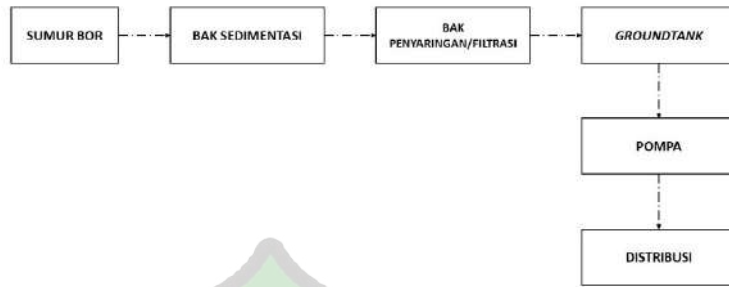 SUMUR BOR
BAK SEDIMENTASI
BAK
PENYARINGAN/FILTRASI
GROUNDTANK
POMPA
DISTRIBUSI